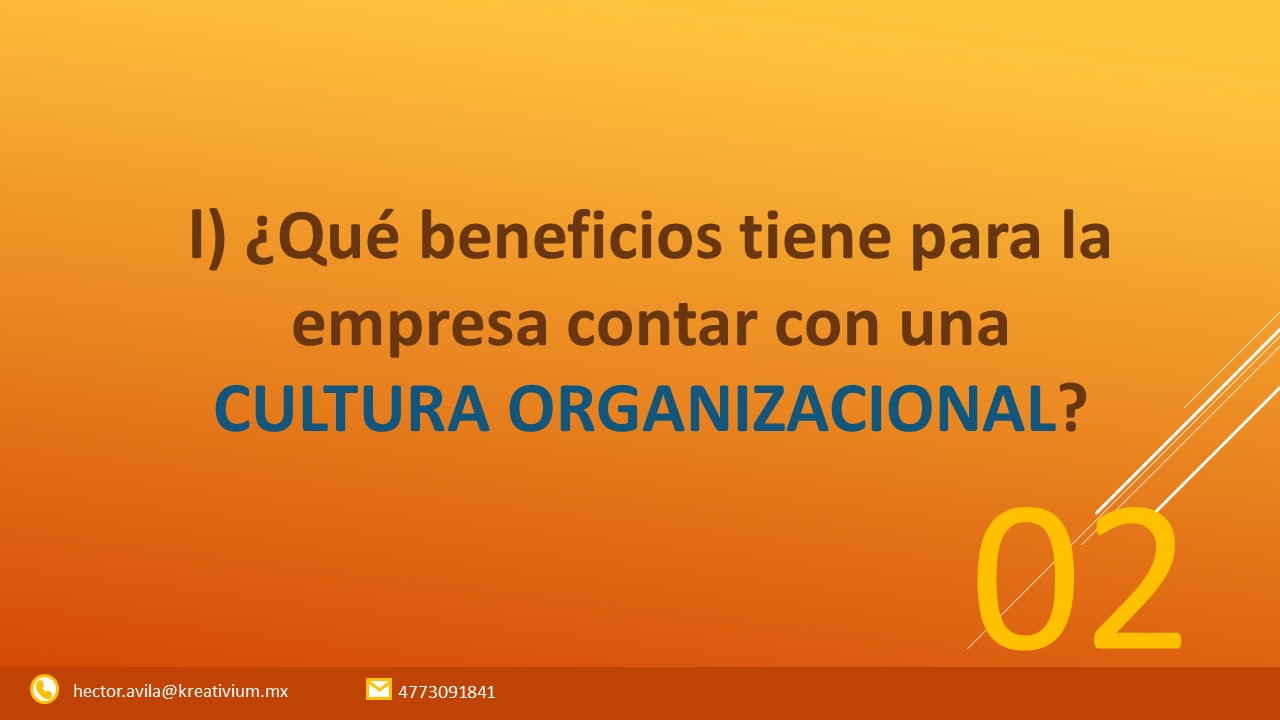 l) ¿Qué beneficios tiene para la
empresa contar con una
CULTURA ORGANIZACIONAL?
02
hector.avila@kreativium.mx
4773091841